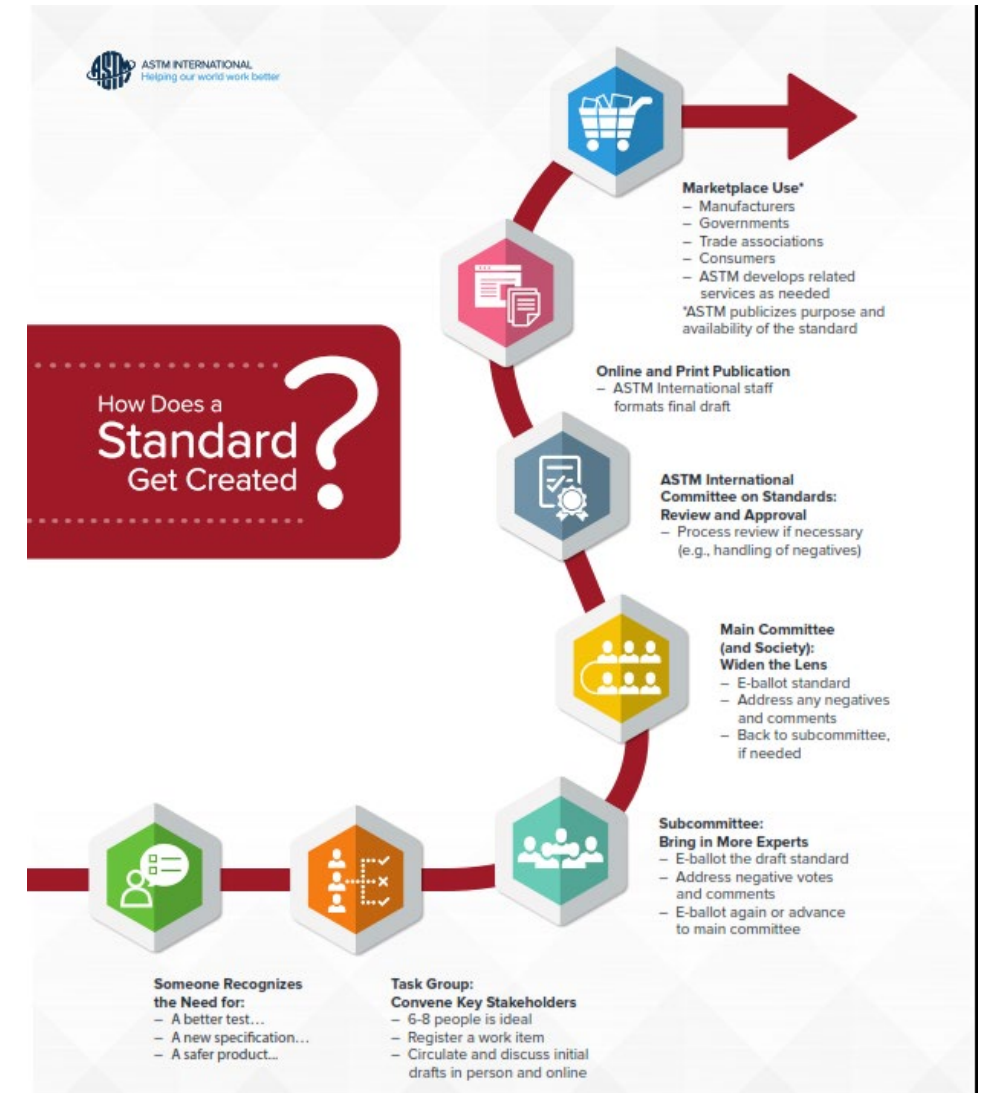 ASTM INTERNATIONAL
Helping our world work better
How Does a
Standard
Get Created
?
Marketplace Use*
– Manufacturers
– Governments
– Trade associations
– Consumers
– ASTM develops related
services as needed
*ASTM publicizes purpose and
availability of the standard
Online and Print Publication
– ASTM International staff
formats final draft
ASTM International
Committee on Standards:
Review and Approval
– Process review if necessary
(e.g., handling of negatives)
Main Committee
(and Society):
Widen the Lens
– E-ballot standard
– Address any negatives
and comments
– Back to subcommittee,
if needed
Subcommittee:
Bring in More Experts
– E-ballot the draft standard
– Address negative votes
and comments
– E-ballot again or advance
to main committee
Someone Recognizes
the Need for:
– A better test…
– A new specification…
– A safer product...
Task Group:
Convene Key Stakeholders
– 6-8 people is ideal
– Register a work item
– Circulate and discuss initial
drafts in person and online